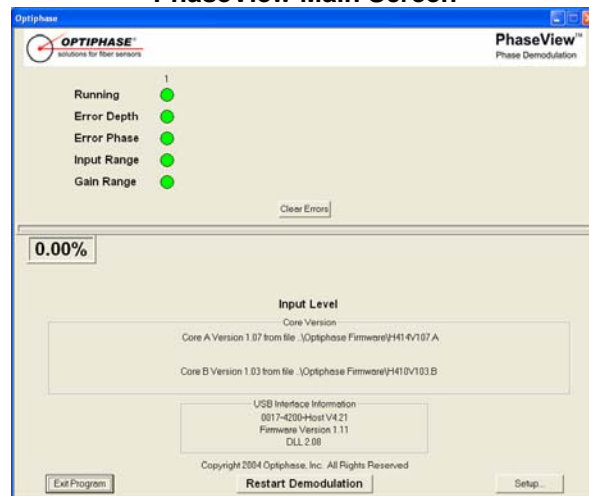 PhaseView Main Screen
Optiphase
OPTIPHASE®
solutions for fiber sensors
PhaseView™
Phase Demodulation
1
Running
Error Depth
Error Phase
Input Range
Gain Range
Clear Errors
0.00%
Input Level
Core Version
Core A Version 1.07 from file ..\Optiphase Firmware\H414V107.A
Core B Version 1.03 from file ..\Optiphase Firmware\H410V103.B
USB Interface Information
0017-4200-Host V4.21
Firmware Version 1.11
DLL 2.08
Copyright 2004 Optiphase, Inc. All Rights Reserved
Exit Program
Restart Demodulation
Setup...